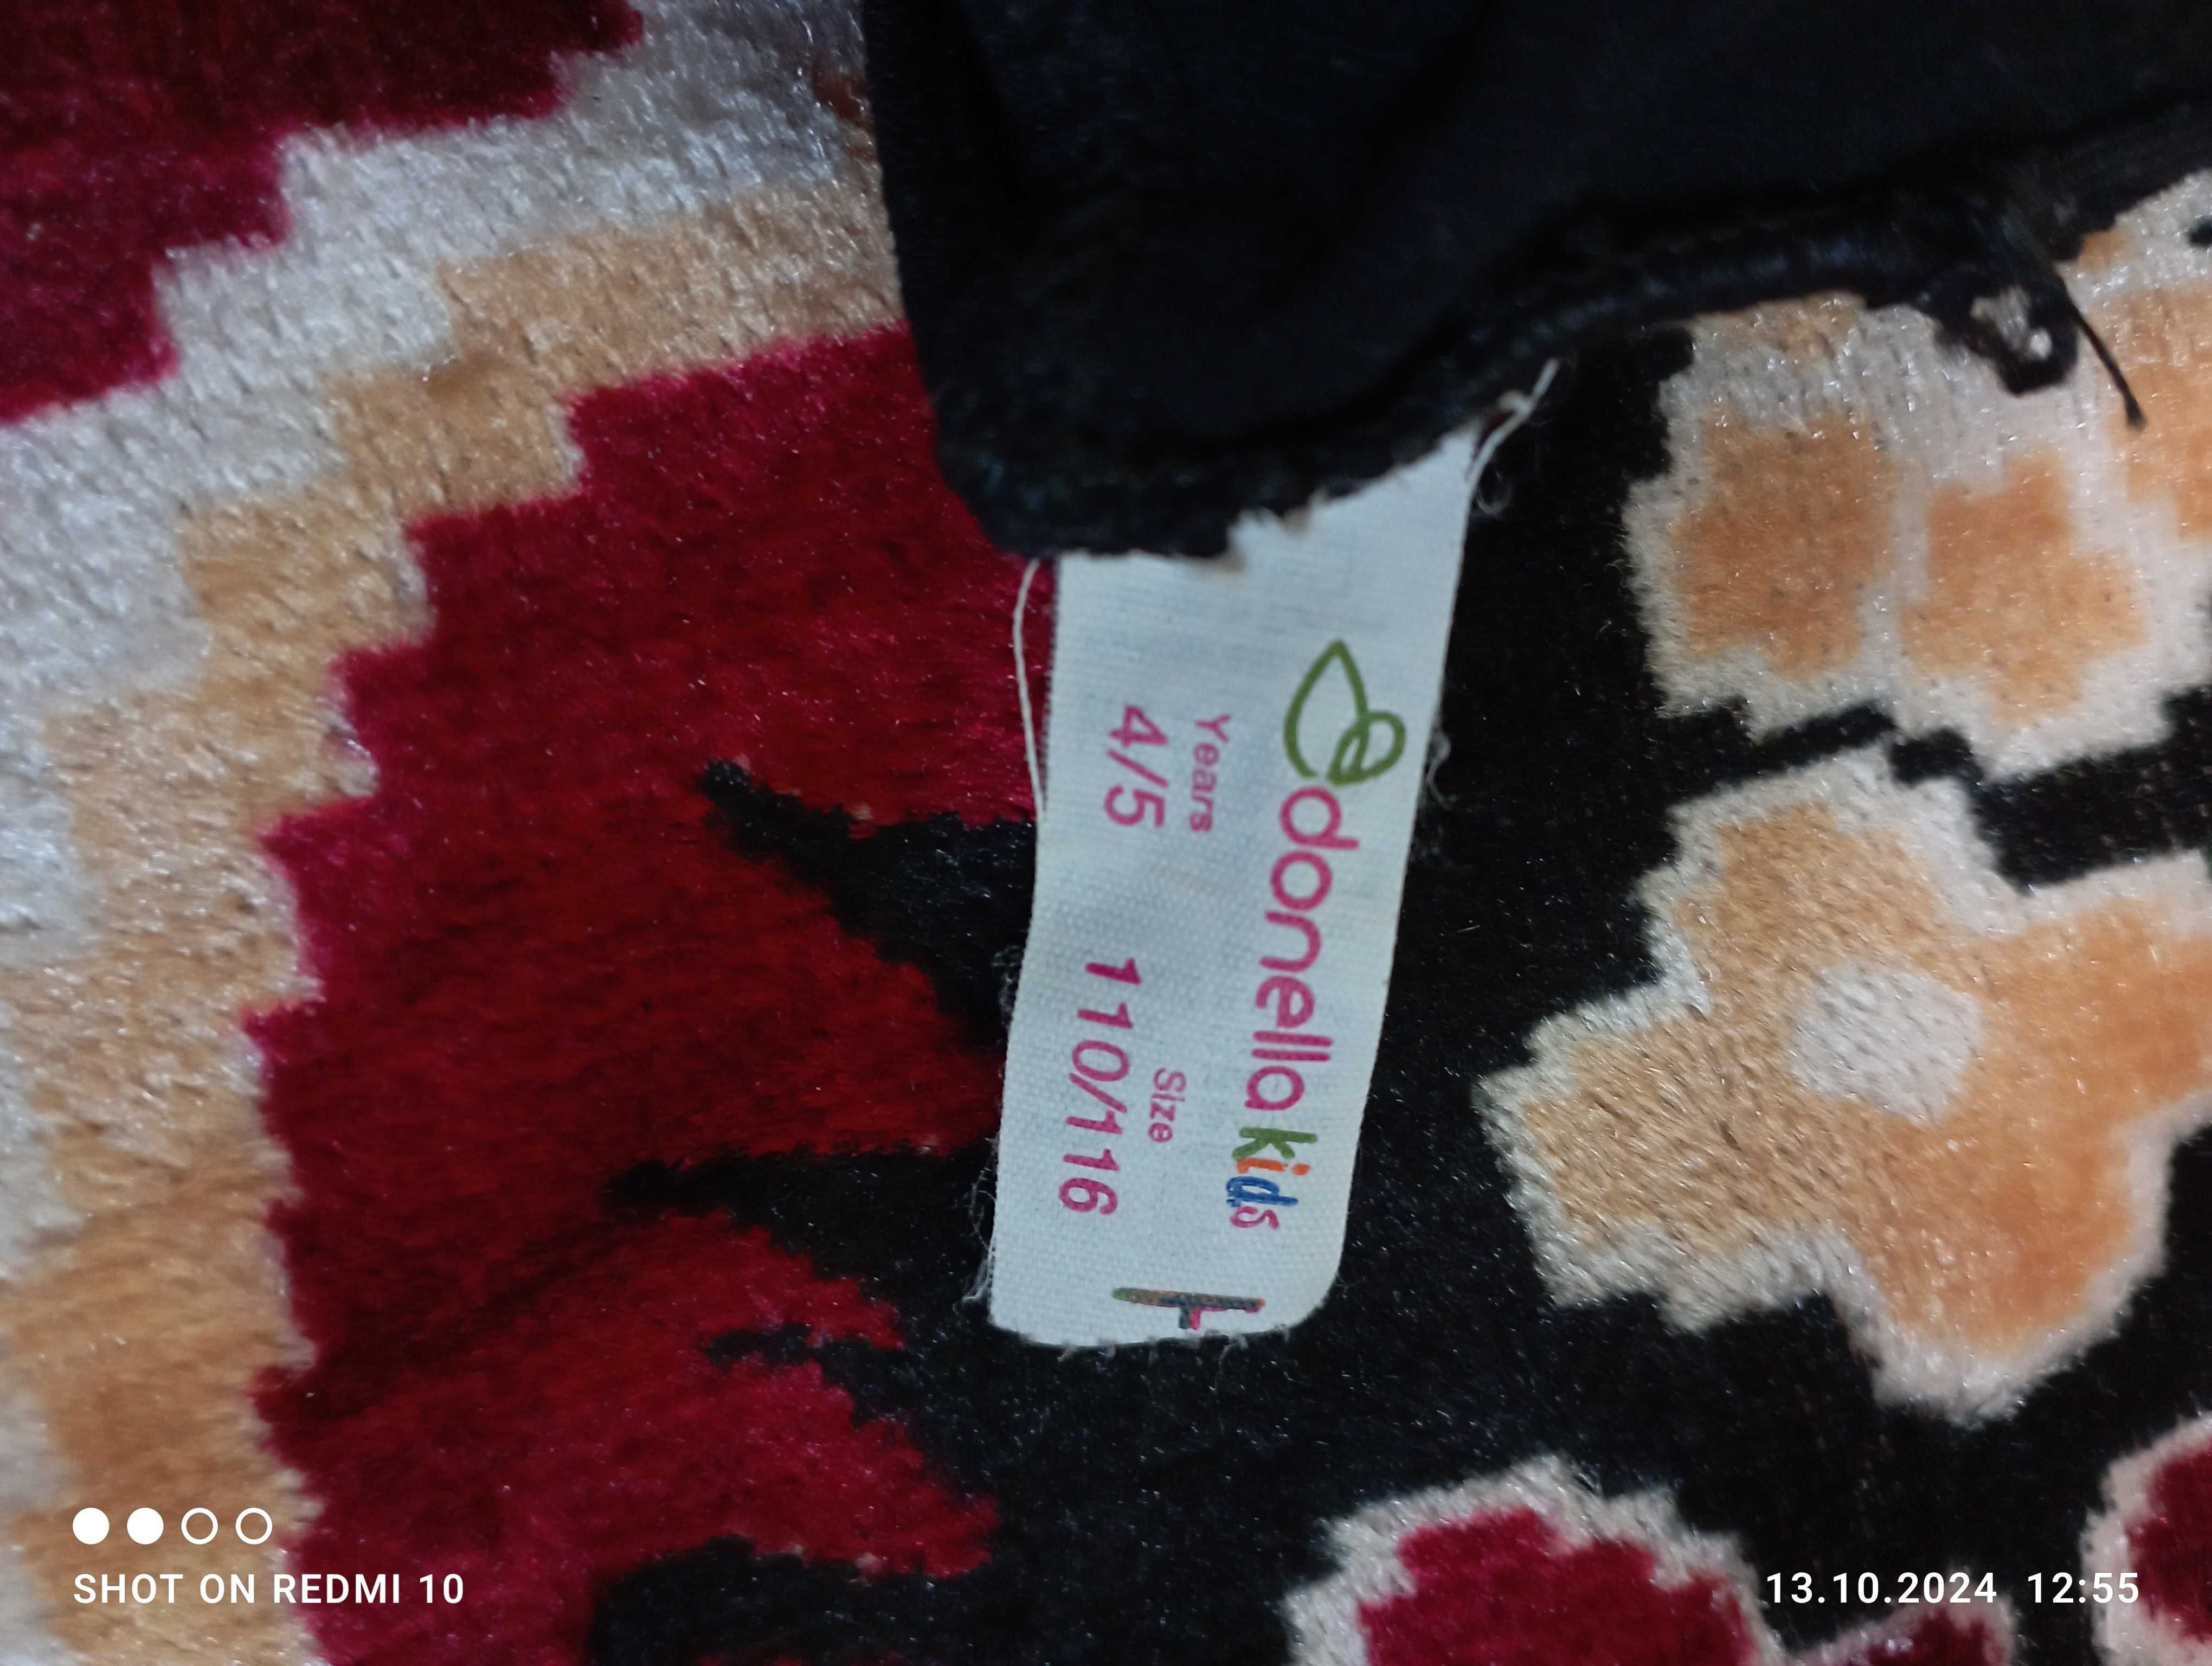 donella kids
Years Size
4/5 110/116
SHOT ON REDMI 10
13.10.2024 12:55